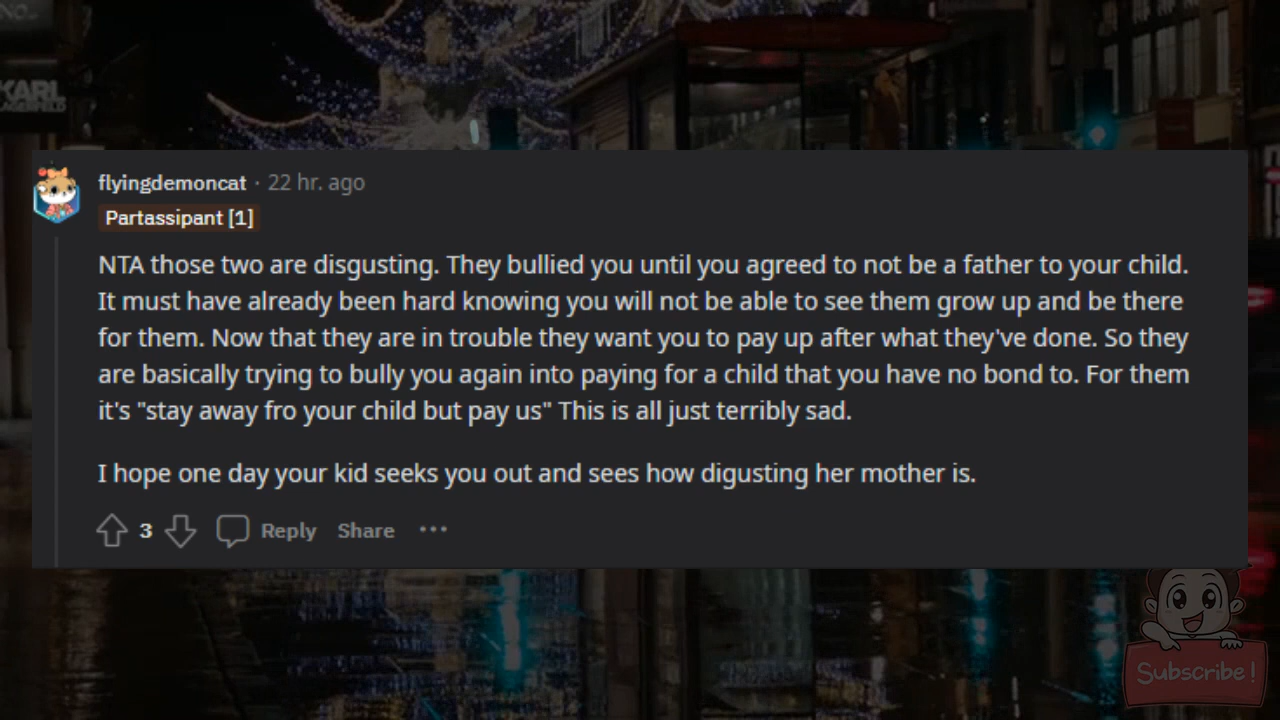 NO...
KARL
LAGERFELD
flyingdemoncat · 22 hr. ago
Partassipant [1]
NTA those two are disgusting. They bullied you until you agreed to not be a father to your child.
It must have already been hard knowing you will not be able to see them grow up and be there
for them. Now that they are in trouble they want you to pay up after what they've done. So they
are basically trying to bully you again into paying for a child that you have no bond to. For them
it's "stay away fro your child but pay us" This is all just terribly sad.
I hope one day your kid seeks you out and sees how digusting her mother is.
3 Reply Share ...
Subscribe!